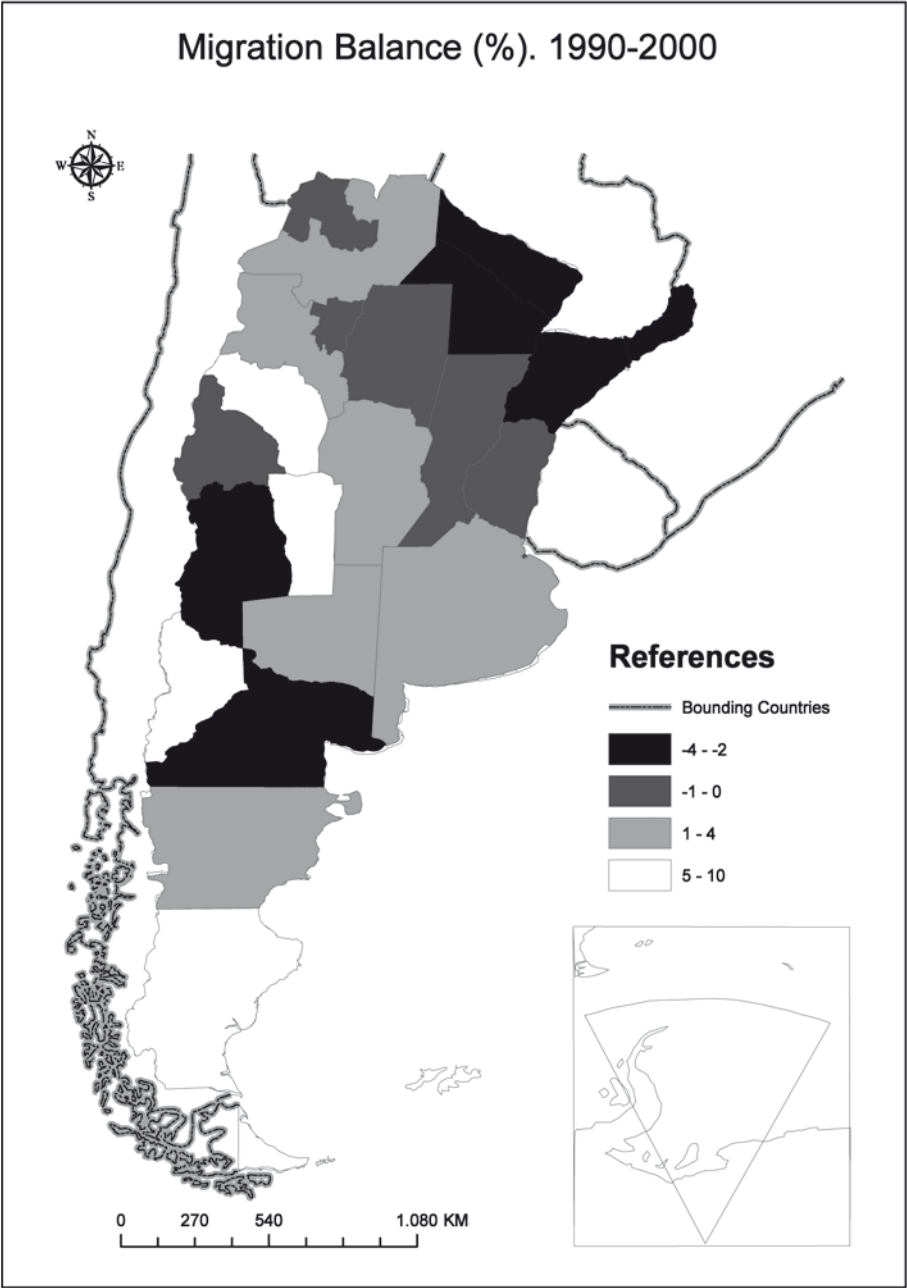 Migration Balance (%). 1990-2000
N
W E
S
References
Bounding Countries
-4 - -2
-1 - 0
1 - 4
5 - 10
0 270 540 1.080 KM